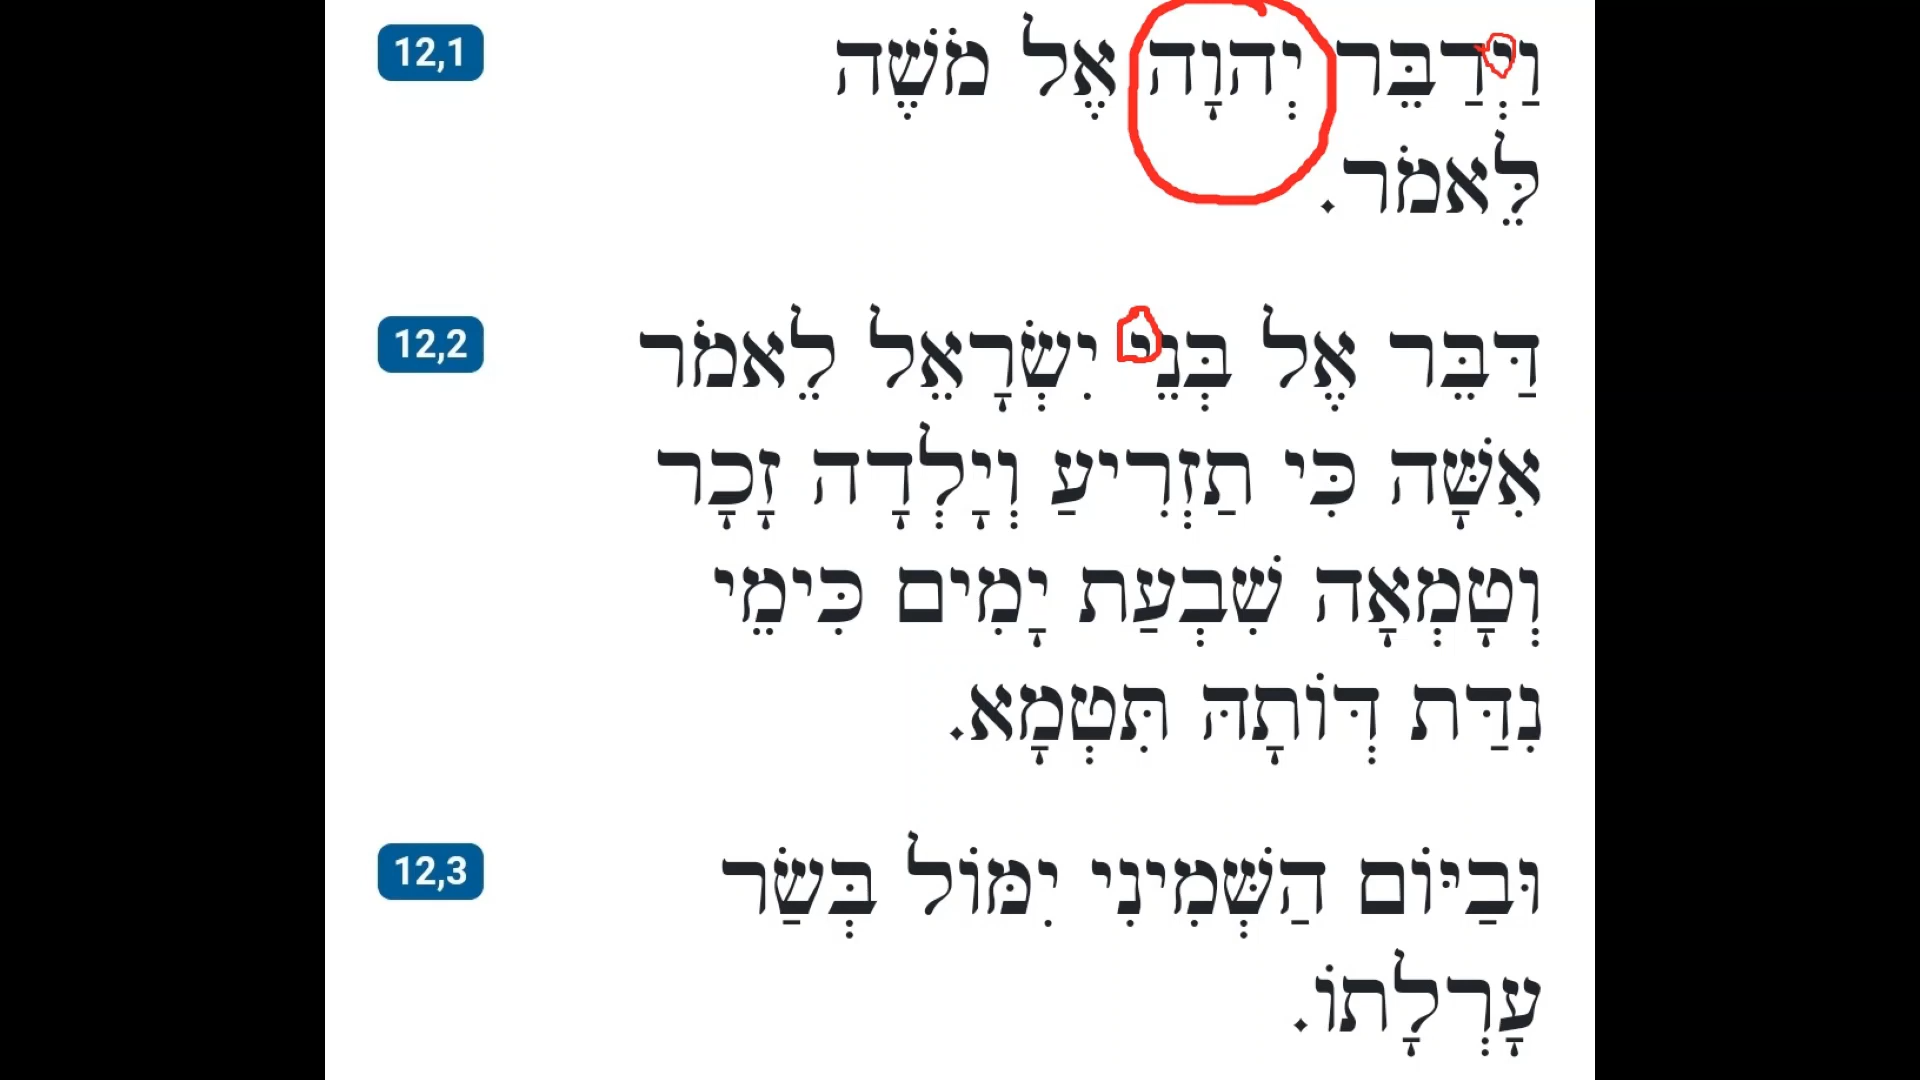 12,1 וַיְדַבֵּר יְהוָה אֶל מֹשֶׁה
לֵּאמֹר.
12,2 דַּבֵּר אֶל בְּנֵי יִשְׂרָאֵל לֵאמֹר
אִשָּׁה כִּי תַזְרִיעַ וְיָלְדָה זָכָר
וְטָמְאָה שִׁבְעַת יָמִים כִּימֵי
נִדַּת דְּוֹתָהּ תִּטְמָא.
12,3 וּבַיּוֹם הַשְּׁמִינִי יִמּוֹל בְּשַׂר
עָרְלָתוֹ.